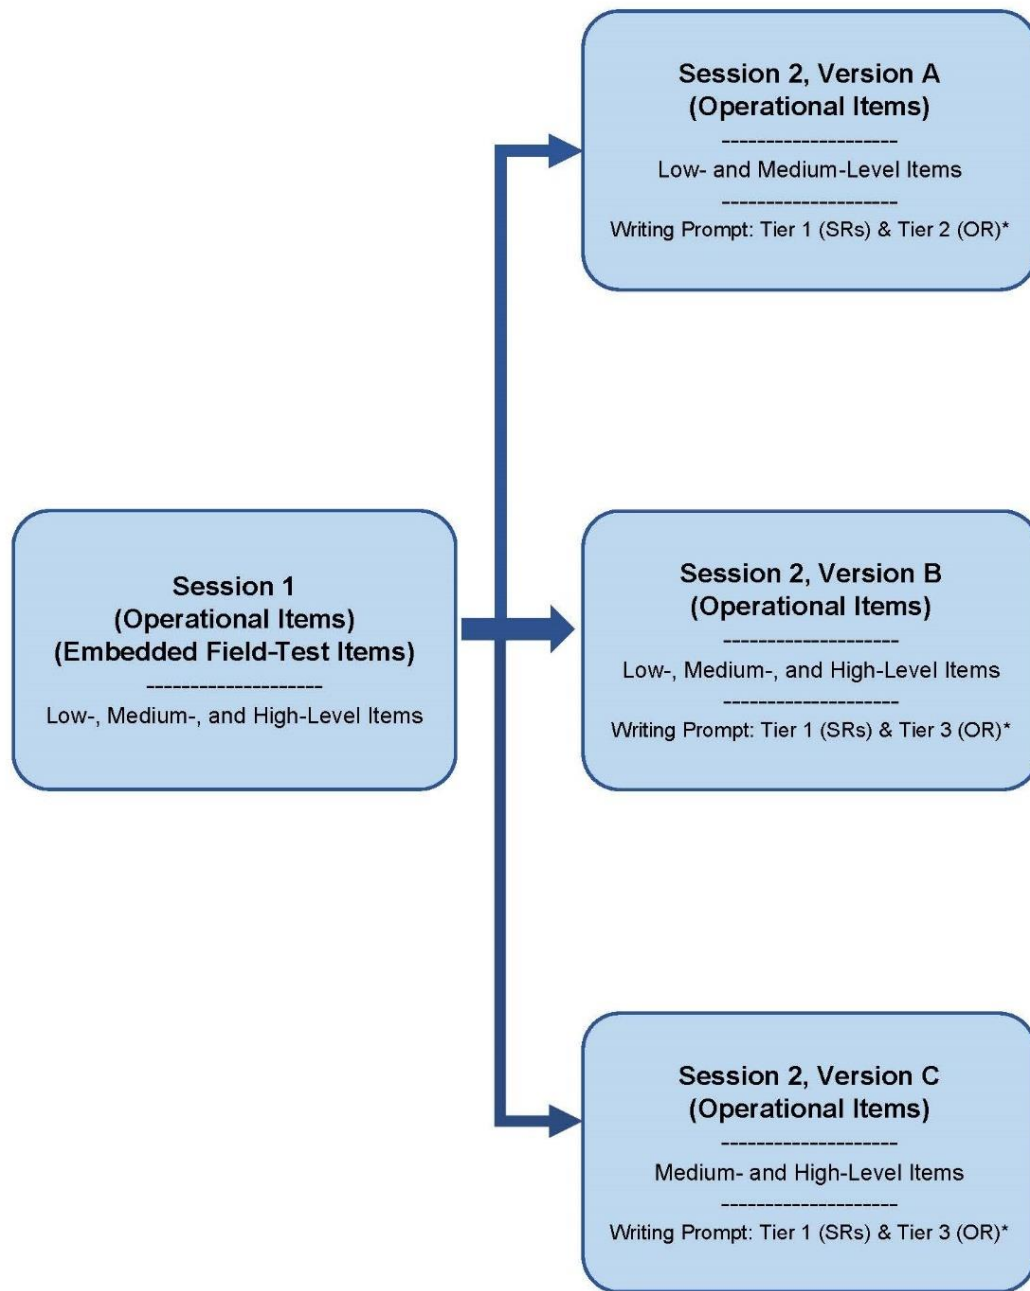 Session 2, Version A
(Operational Items)
--------------------
Low- and Medium-Level Items
--------------------
Writing Prompt: Tier 1 (SRs) & Tier 2 (OR)*
Session 1
(Operational Items)
(Embedded Field-Test Items)
--------------------
Low-, Medium-, and High-Level Items
Session 2, Version B
(Operational Items)
--------------------
Low-, Medium-, and High-Level Items
--------------------
Writing Prompt: Tier 1 (SRs) & Tier 3 (OR)*
Session 2, Version C
(Operational Items)
--------------------
Medium- and High-Level Items
--------------------
Writing Prompt: Tier 1 (SRs) & Tier 3 (OR)*